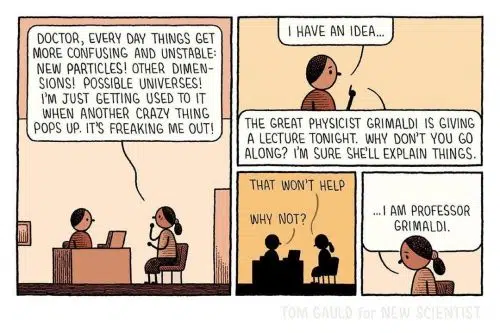 DOCTOR, EVERY DAY THINGS GET
MORE CONFUSING AND UNSTABLE:
NEW PARTICLES! OTHER DIMEN-
SIONS! POSSIBLE UNIVERSES!
I'M JUST GETTING USED TO IT
WHEN ANOTHER CRAZY THING
POPS UP. IT'S FREAKING ME OUT!
I HAVE AN IDEA...
THE GREAT PHYSICIST GRIMALDI IS GIVING
A LECTURE TONIGHT. WHY DON'T YOU GO
ALONG? I'M SURE SHE'LL EXPLAIN THINGS.
THAT WON'T HELP
WHY NOT?
...I AM PROFESSOR
GRIMALDI.
TOM GAULD for NEW SCIENTIST